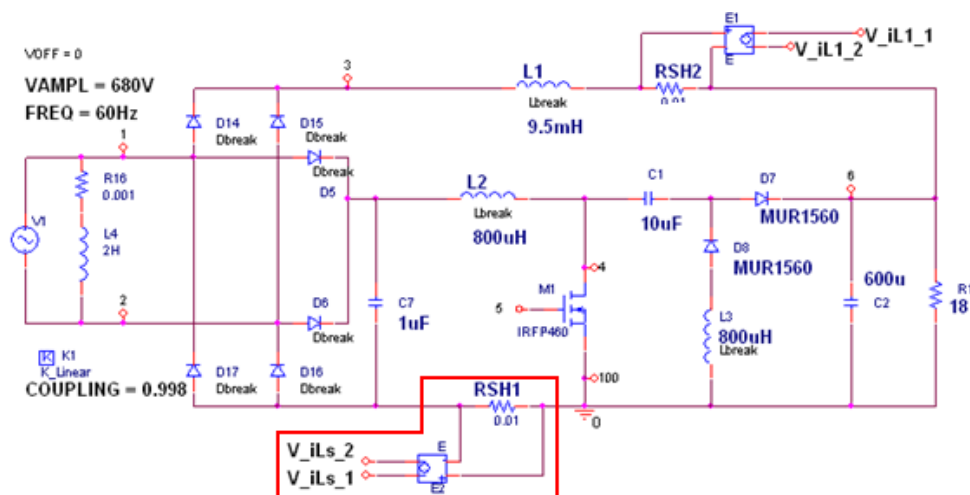 E1
V_iL1_1
V_iL1_2
E
VOFF = 0
VAMPL = 680V
FREQ = 60Hz
3
L1
Lbreak
9.5mH
RSH2
0.01
D14
Dbreak
D15
Dbreak
1
Dbreak
D5
R16
0.001
L4
2H
V1
L2
Lbreak
800uH
C1
10uF
D7
MUR1560
6
D8
MUR1560
4
M1
5
IRFP460
C7
1uF
L3
800uH
Lbreak
600u
C2
R1
18
2
D6
Dbreak
K K1
K_Linear
COUPLING = 0.998
D17
Dbreak
D16
Dbreak
100
RSH1
0.01
0
V_iLs_2
V_iLs_1
E
E2